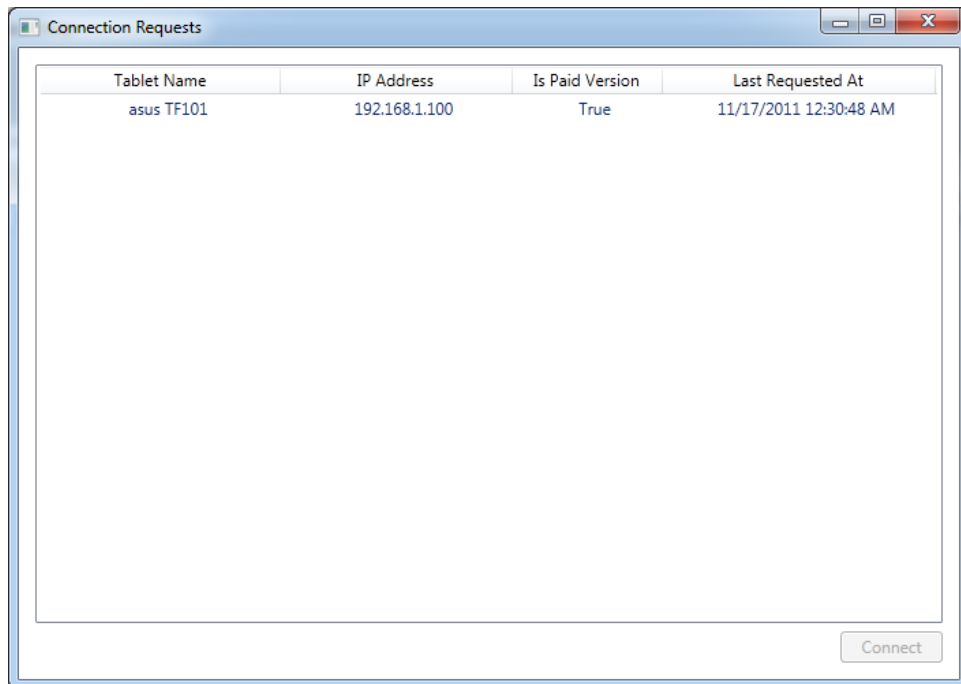 Connection Requests
Tablet Name IP Address Is Paid Version Last Requested At
asus TF101 192.168.1.100 True 11/17/2011 12:30:48 AM
Connect